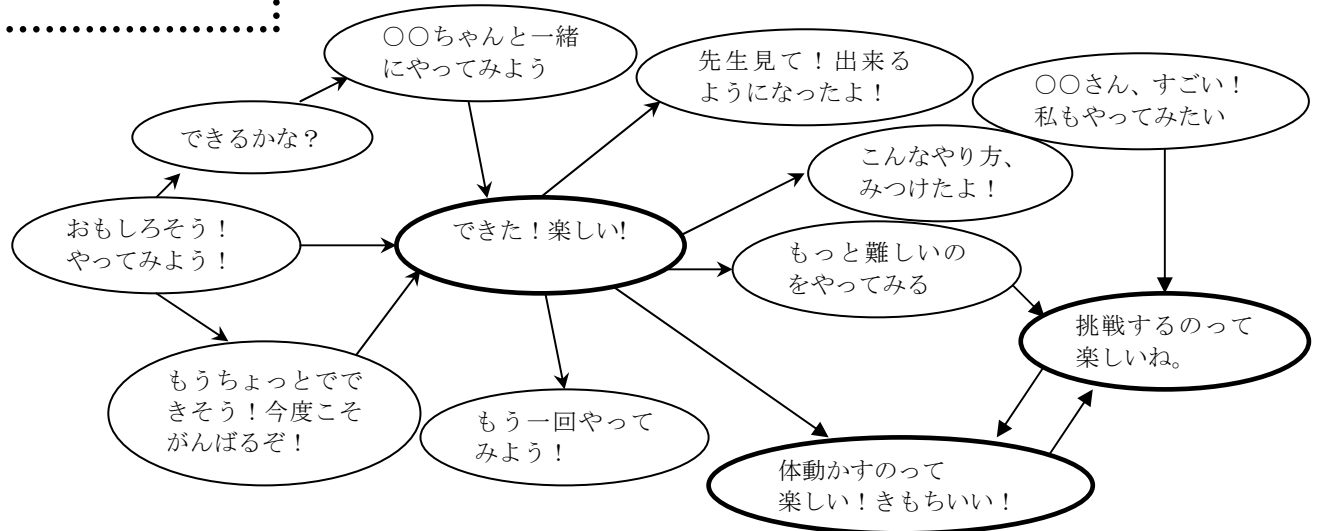 〇〇ちゃんと一緒
にやってみよう
先生見て！出来る
ようになったよ！
〇〇さん、すごい！
私もやってみたい
できるかな？
こんなやり方、
みつけたよ！
おもしろそう！
やってみよう！
できた！楽しい!
もっと難しいの
をやってみる
挑戦するのって
楽しいね。
もうちょっとでで
きそう！今度こそ
がんばるぞ！
もう一回やって
みよう！
体動かすのって
楽しい！きもちいい！